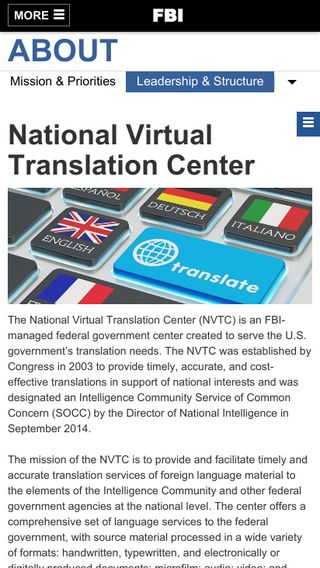 MORE ☰
FBI
ABOUT
Mission & Priorities
Leadership & Structure
National Virtual
Translation Center
ESPAÑOL
DEUTSCH
ITALIANO
ENGLISH
translate
The National Virtual Translation Center (NVTC) is an FBI-
managed federal government center created to serve the U.S.
government’s translation needs. The NVTC was established by
Congress in 2003 to provide timely, accurate, and cost-
effective translations in support of national interests and was
designated an Intelligence Community Service of Common
Concern (SOCC) by the Director of National Intelligence in
September 2014.
The mission of the NVTC is to provide and facilitate timely and
accurate translation services of foreign language material to
the elements of the Intelligence Community and other federal
government agencies at the national level. The center offers a
comprehensive set of language services to the federal
government, with source material processed in a wide variety
of formats: handwritten, typewritten, and electronically or
digitally produced documents; microfilm; audio; video; and